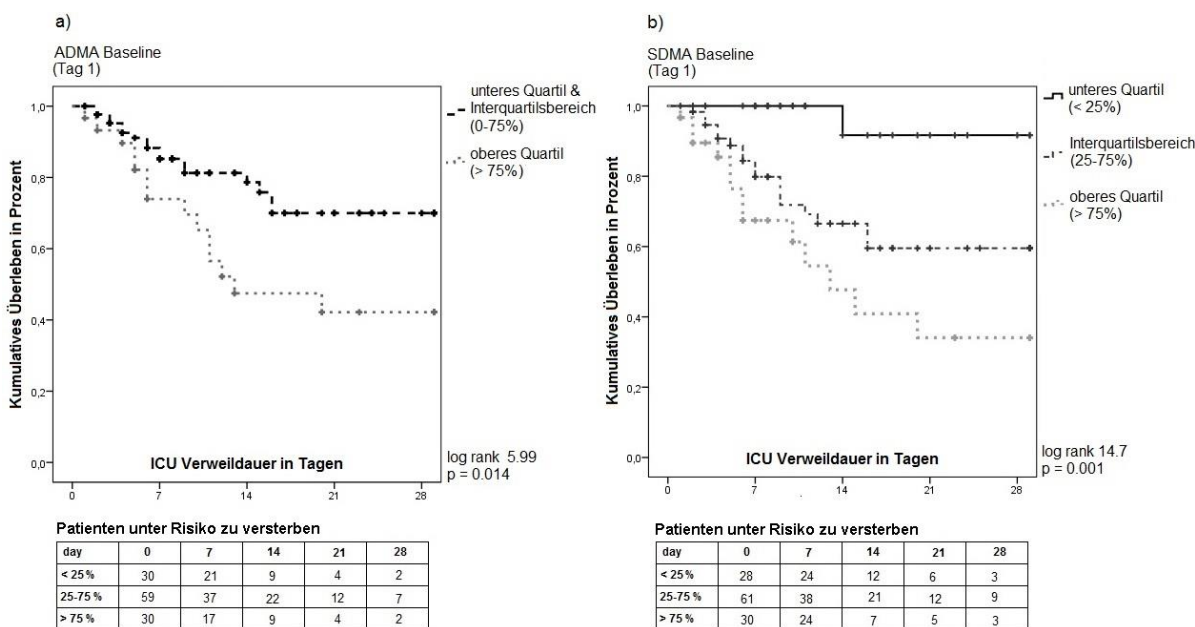 a)
ADMA Baseline
(Tag 1)
unteres Quartil &
Interquartilsbereich
(0-75%)
oberes Quartil
(> 75%)
Kumulatives Überleben in Prozent
1,0
0,8
0,6
0,4
0,2
0,0
ICU Verweildauer in Tagen
log rank 5.99
p = 0.014
0 7 14 21 28
Patienten unter Risiko zu versterben
day 0 7 14 21 28
< 25% 30 21 9 4 2
25-75 % 59 37 22 12 7
> 75 % 30 17 9 4 2
b)
SDMA Baseline
(Tag 1)
unteres Quartil
(< 25%)
Interquartilsbereich
(25-75%)
oberes Quartil
(> 75%)
Kumulatives Überleben in Prozent
1,0
0,8
0,6
0,4
0,2
0,0
ICU Verweildauer in Tagen
log rank 14.7
p = 0.001
0 7 14 21 28
Patienten unter Risiko zu versterben
day 0 7 14 21 28
< 25 % 28 24 12 6 3
25-75 % 61 38 21 12 9
> 75 % 30 24 7 5 3